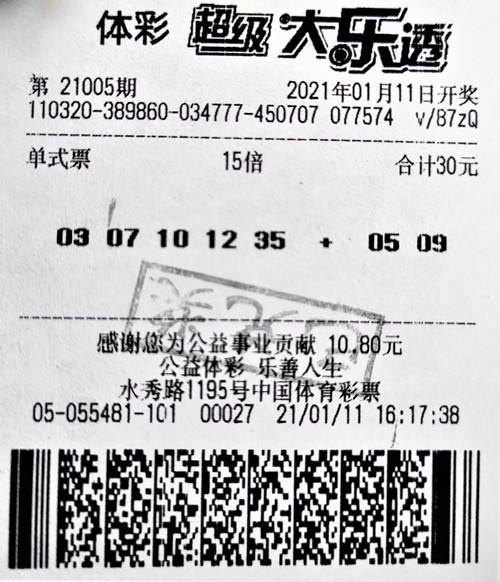 体彩 超级大乐透
第 21005期 2021年01月11日开奖
110320-389860-034777-450707 077574 v/87zQ
单式票 15倍 合计30元
03 07 10 12 35 + 05 09
感谢您为公益事业贡献 10.80元
公益体彩 乐善人生
水秀路1195号中国体育彩票
05-055481-101 00027 21/01/11 16:17:38